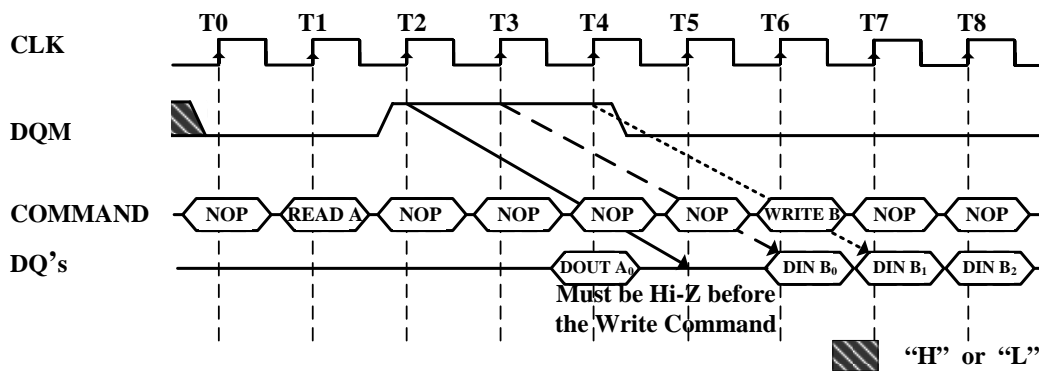 T0 T1 T2 T3 T4 T5 T6 T7 T8
CLK
DQM
COMMAND NOP READ A NOP NOP NOP NOP WRITE B NOP NOP
DQ's DOUT A₀ DIN B₀ DIN B₁ DIN B₂
Must be Hi-Z before
the Write Command
“H” or “L”